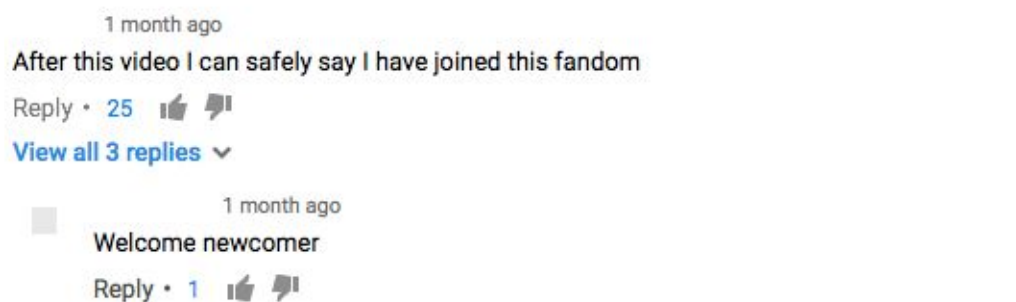 1 month ago
After this video I can safely say I have joined this fandom
Reply • 25
View all 3 replies
1 month ago
Welcome newcomer
Reply • 1